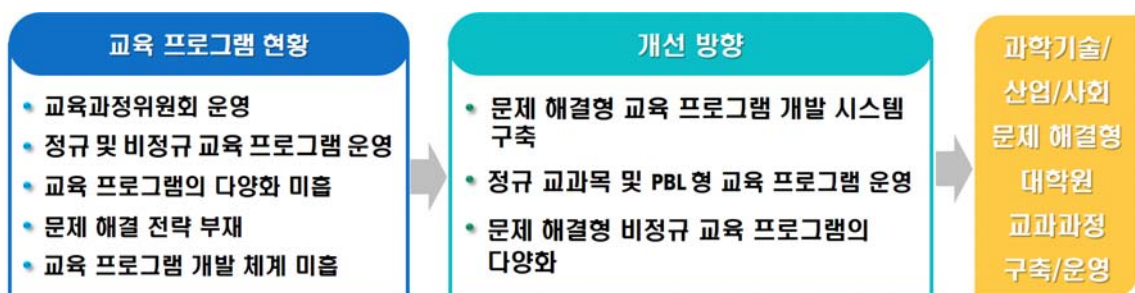 교육 프로그램 현황
• 교육과정위원회 운영
• 정규 및 비정규 교육 프로그램 운영
• 교육 프로그램의 다양화 미흡
• 문제 해결 전략 부재
• 교육 프로그램 개발 체계 미흡
개선 방향
• 문제 해결형 교육 프로그램 개발 시스템
구축
• 정규 교과목 및 PBL형 교육 프로그램 운영
• 문제 해결형 비정규 교육 프로그램의
다양화
과학기술/
산업/사회
문제 해결형
대학원
교과과정
구축/운영